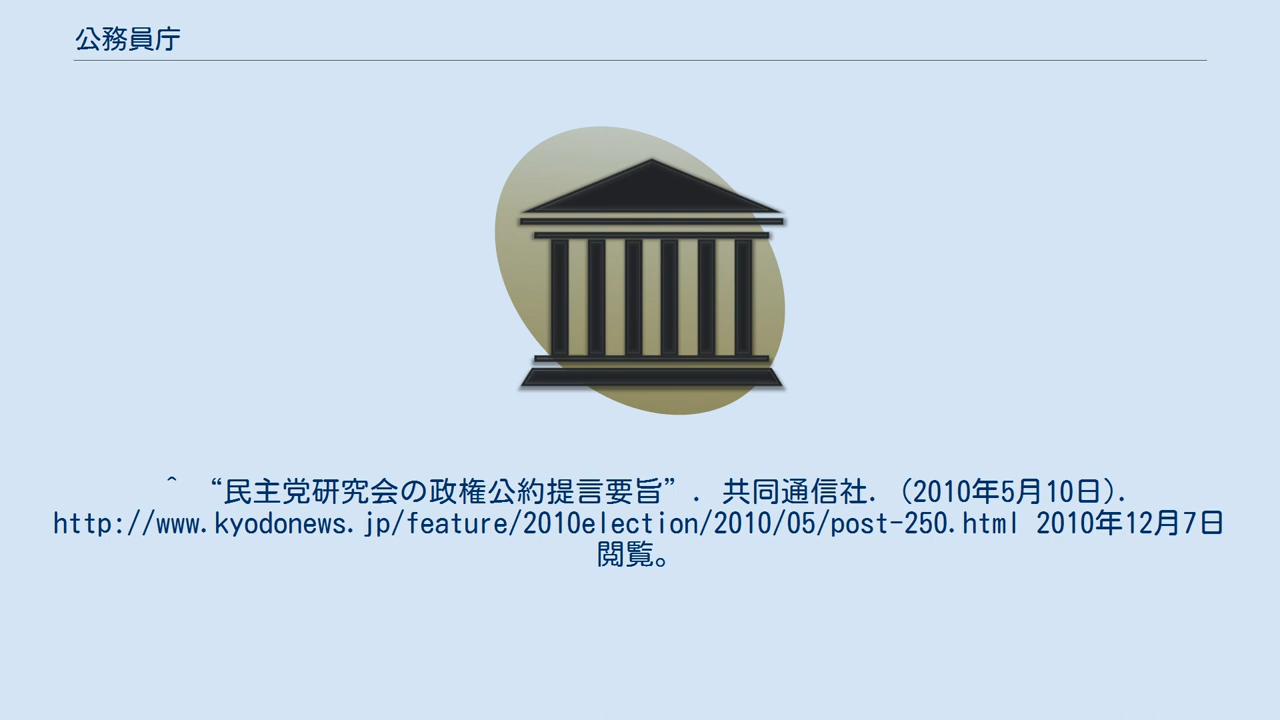 公務員庁
^ “民主党研究会の政権公約提言要旨”. 共同通信社. (2010年5月10日).
http://www.kyodonews.jp/feature/2010election/2010/05/post-250.html 2010年12月7日
閲覧。